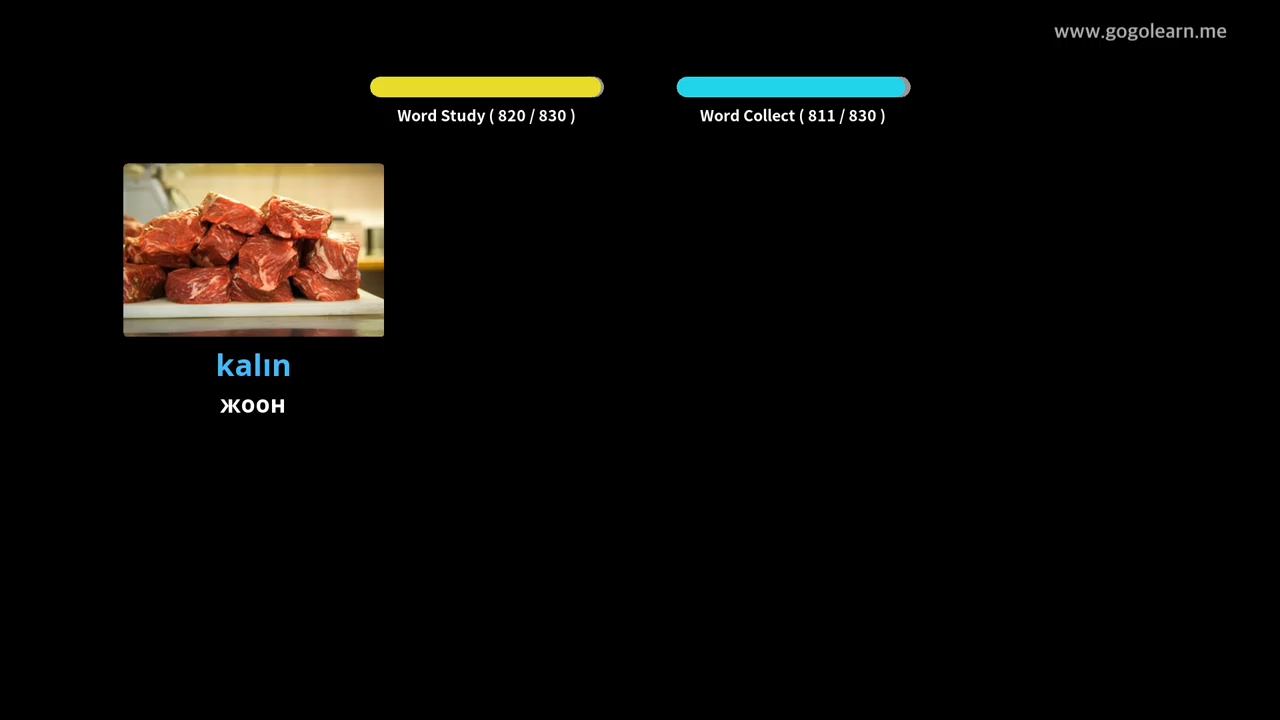 www.gogolearn.me
Word Study ( 820 / 830 )
Word Collect ( 811 / 830 )
kalın
жоон